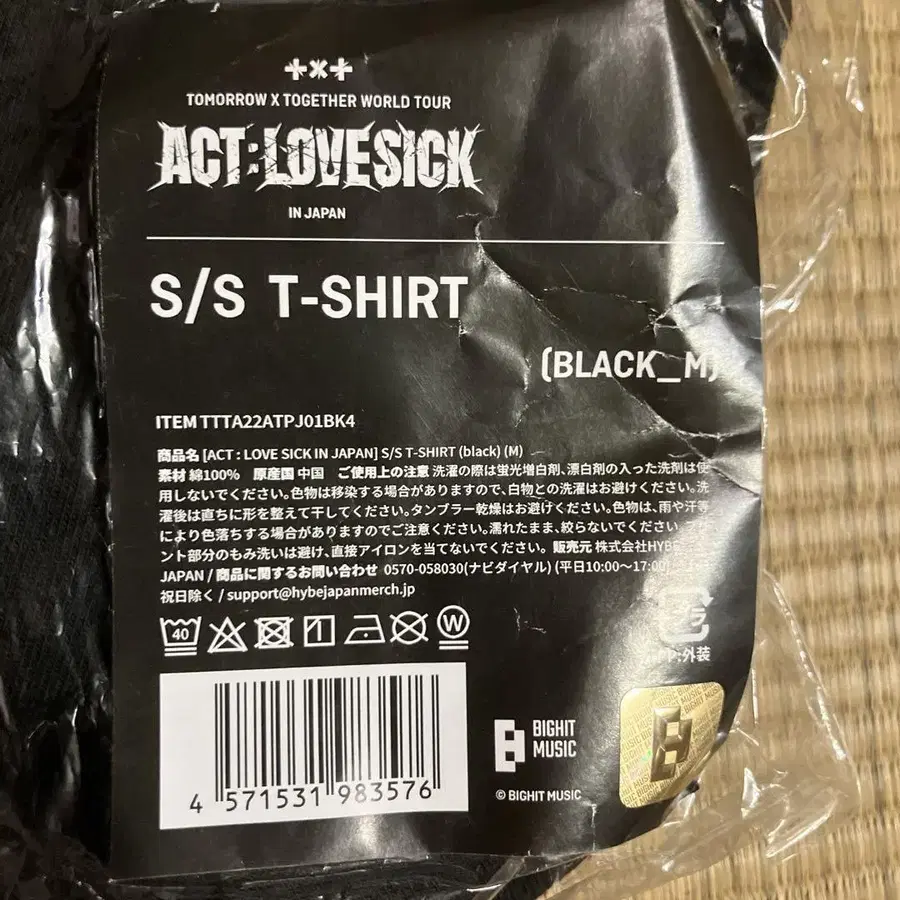 TOMORROW X TOGETHER WORLD TOUR
ACT:LOVESICK
IN JAPAN
S/S T-SHIRT
(BLACK_M)
ITEM TTTA22ATPJ01BK4
商品名 [ACT : LOVE SICK IN JAPAN] S/S T-SHIRT (black) (M)
素材 綿100% 原産国 中国 ご使用上の注意 洗濯の際は蛍光増白剤、漂白剤の入った洗剤は使
用しないでください。色物は移染する場合がありますので、白物との洗濯はお避けください。洗
濯後は直ちに形を整えて干してください。タンブラー乾燥はお避けください。色物は、雨や汗等
により色落ちする場合がありますのでご注意ください。濡れたまま、絞らないでください。プリ
ント部分のもみ洗いは避け、直接アイロンを当てないでください。 販売元 株式会社HYBE
JAPAN / 商品に関するお問い合わせ 0570-058030(ナビダイヤル) (平日10:00～17:00)
祝日除く / support@hybejapanmerch.jp
40
W
:外装
4 571531 983576
BIGHIT
MUSIC
© BIGHIT MUSIC